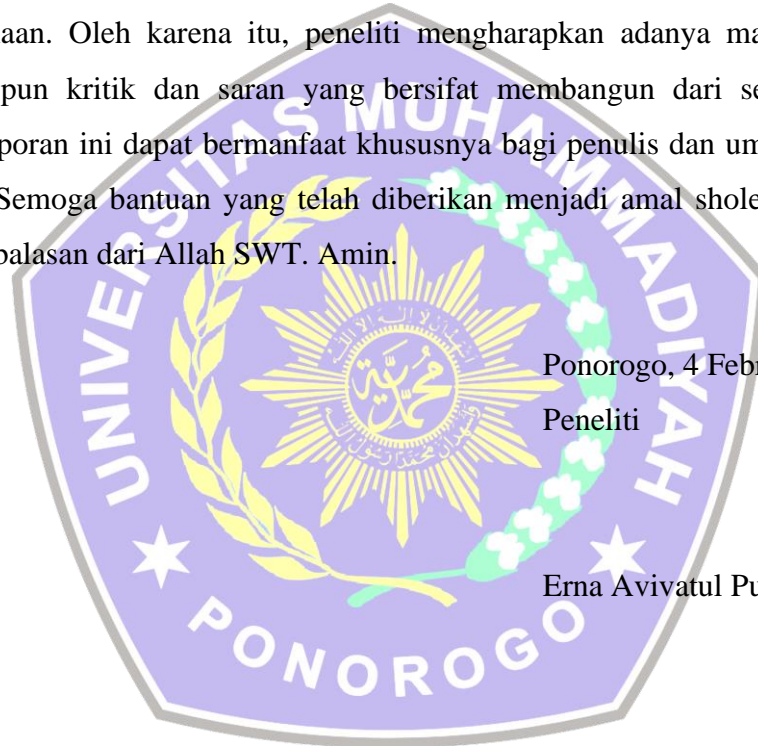 aan. Oleh karena itu, peneliti mengharapkan adanya ma
pun kritik dan saran yang bersifat membangun dari se
poran ini dapat bermanfaat khususnya bagi penulis dan um
Semoga bantuan yang telah diberikan menjadi amal shole
balasan dari Allah SWT. Amin.
Ponorogo, 4 Febr
Peneliti
Erna Avivatul Pu
UNIVERSITAS MUHAMMADIYAH
PONOROGO
محمدية